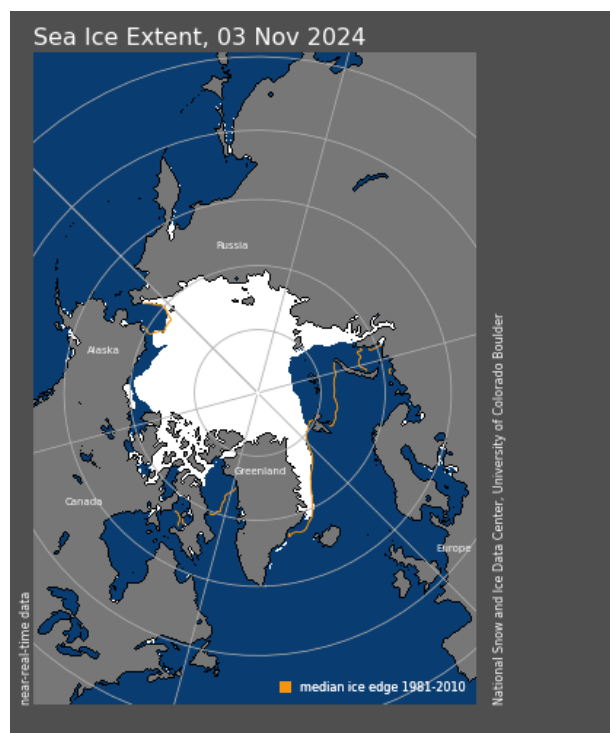 Sea Ice Extent, 03 Nov 2024
Russia
Alaska
Greenland
Canada
Europe
near-real-time data
median ice edge 1981-2010
National Snow and Ice Data Center, University of Colorado Boulder